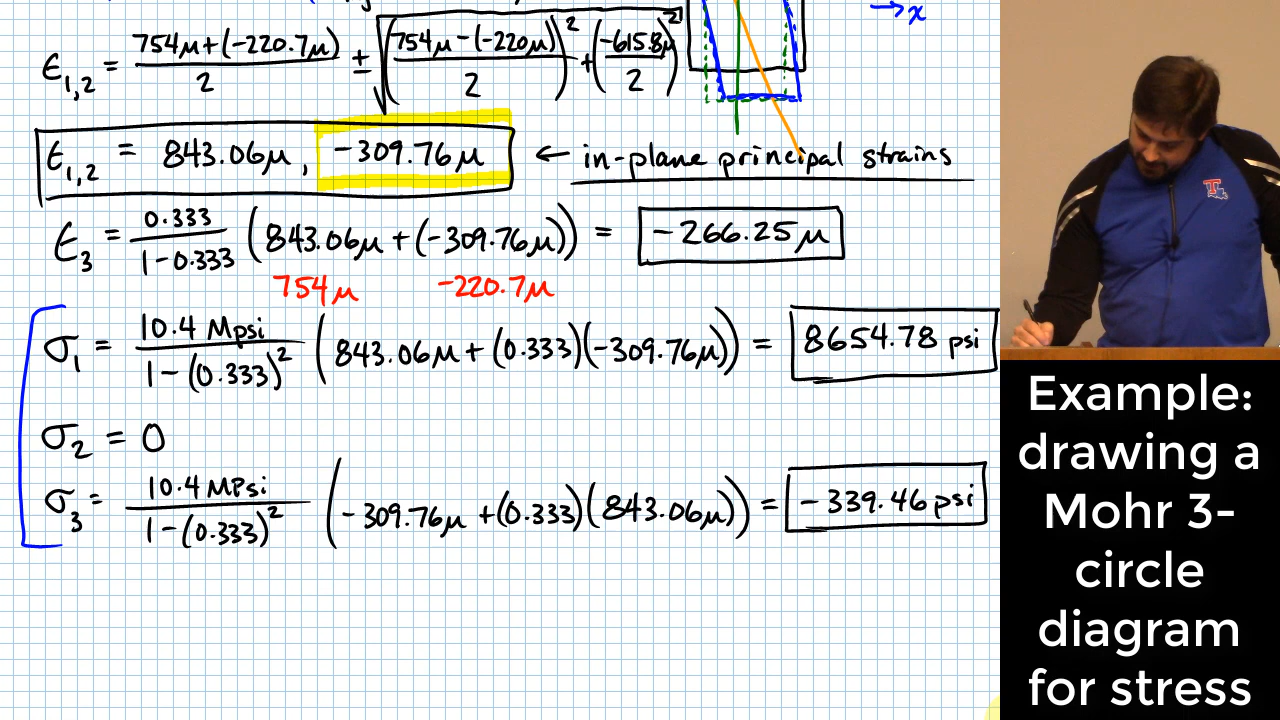 →x
ϵ1,2 = 754μ+(-220.7μ)/2 ± √((754μ-(-220μ))/2)² + (-615.8μ/2)²
ϵ1,2 = 843.06μ, -309.76μ ← in-plane principal strains
ϵ3 = 0.333/1-0.333 (843.06μ + (-309.76μ)) = -266.25μ
754μ -220.7μ
σ1 = 10.4 Mpsi/1-(0.333)² (843.06μ + (0.333)(-309.76μ)) = 8654.78 psi
σ2 = 0
σ3 = 10.4 MPsi/1-(0.333)² (-309.76μ +(0.333)(843.06μ)) = -339.46 psi
Example:
drawing a
Mohr 3-
circle
diagram
for stress